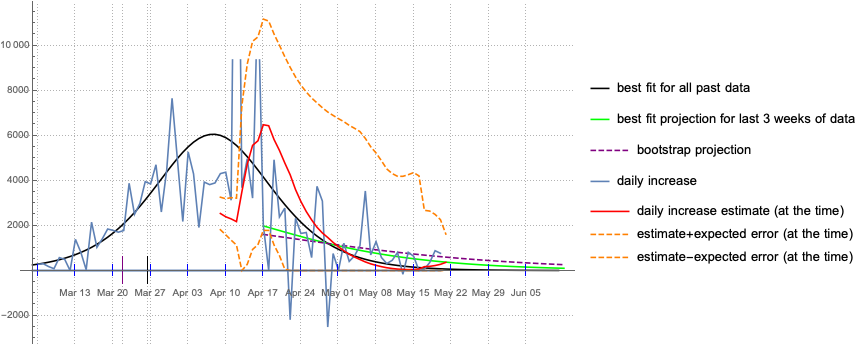 10 000
8000
6000
4000
2000
−2000
Mar 13 Mar 20 Mar 27 Apr 03 Apr 10 Apr 17 Apr 24 May 01 May 08 May 15 May 22 May 29 Jun 05
best fit for all past data
best fit projection for last 3 weeks of data
bootstrap projection
daily increase
daily increase estimate (at the time)
estimate+expected error (at the time)
estimate−expected error (at the time)